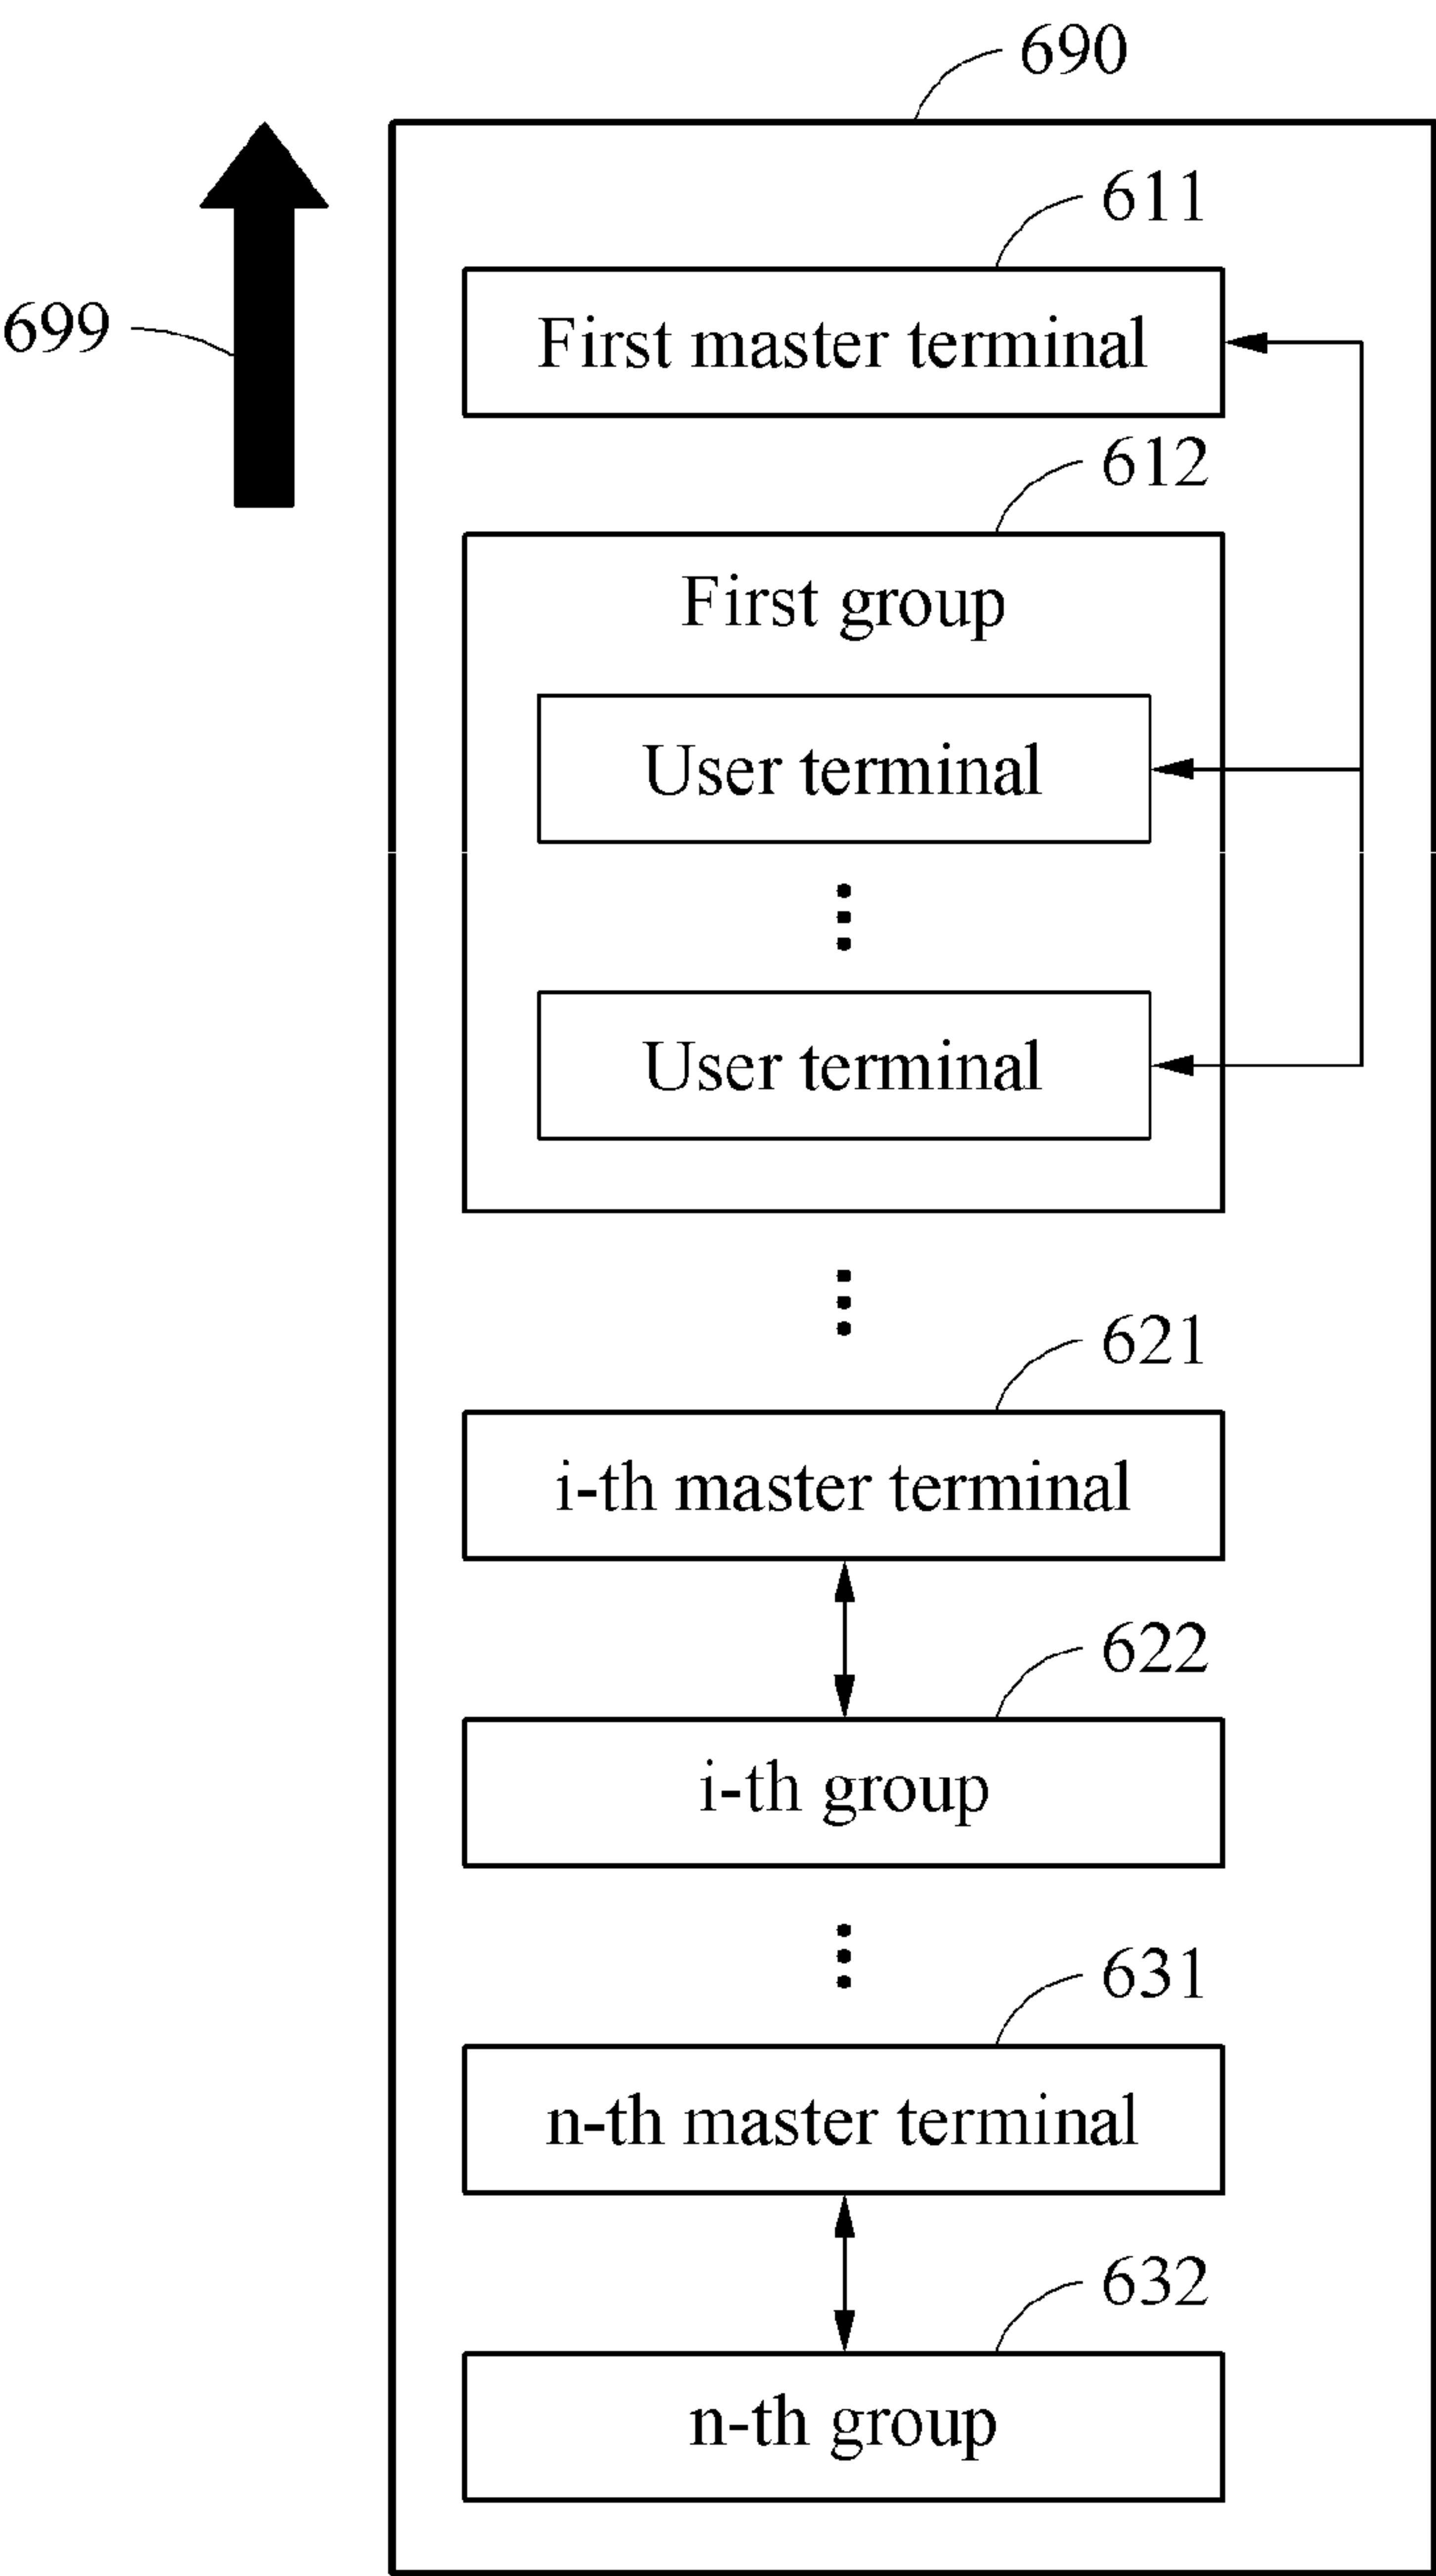 690
611
699
First master terminal
612
First group
User terminal
User terminal
621
i-th master terminal
622
i-th group
631
n-th master terminal
632
n-th group